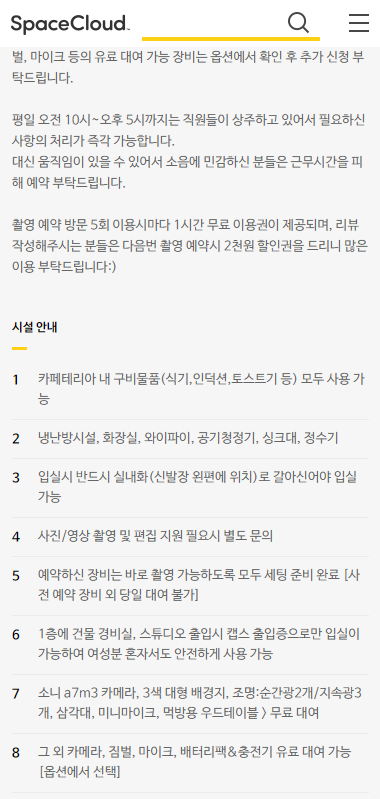 SpaceCloud™
벌, 마이크 등의 유료 대여 가능 장비는 옵션에서 확인 후 추가 신청 부
탁드립니다.
평일 오전 10시~오후 5시까지는 직원들이 상주하고 있어서 필요하신
사항의 처리가 즉각 가능합니다.
대신 움직임이 있을 수 있어서 소음에 민감하신 분들은 근무시간을 피
해 예약 부탁드립니다.
촬영 예약 방문 5회 이용시마다 1시간 무료 이용권이 제공되며, 리뷰
작성해주시는 분들은 다음번 촬영 예약시 2천원 할인권을 드리니 많은
이용 부탁드립니다:)
시설 안내
1 카페테리아 내 구비물품(식기,인덕션,토스트기 등) 모두 사용 가
능
2 냉난방시설, 화장실, 와이파이, 공기청정기, 싱크대, 정수기
3 입실시 반드시 실내화(신발장 왼편에 위치)로 갈아신어야 입실
가능
4 사진/영상 촬영 및 편집 지원 필요시 별도 문의
5 예약하신 장비는 바로 촬영 가능하도록 모두 세팅 준비 완료 [사
전 예약 장비 외 당일 대여 불가]
6 1층에 건물 경비실, 스튜디오 출입시 캡스 출입증으로만 입실이
가능하여 여성분 혼자서도 안전하게 사용 가능
7 소니 a7m3 카메라, 3색 대형 배경지, 조명:순간광2개/지속광3
개, 삼각대, 미니마이크, 먹방용 우드테이블 > 무료 대여
8 그 외 카메라, 짐벌, 마이크, 배터리팩&충전기 유료 대여 가능
[옵션에서 선택]